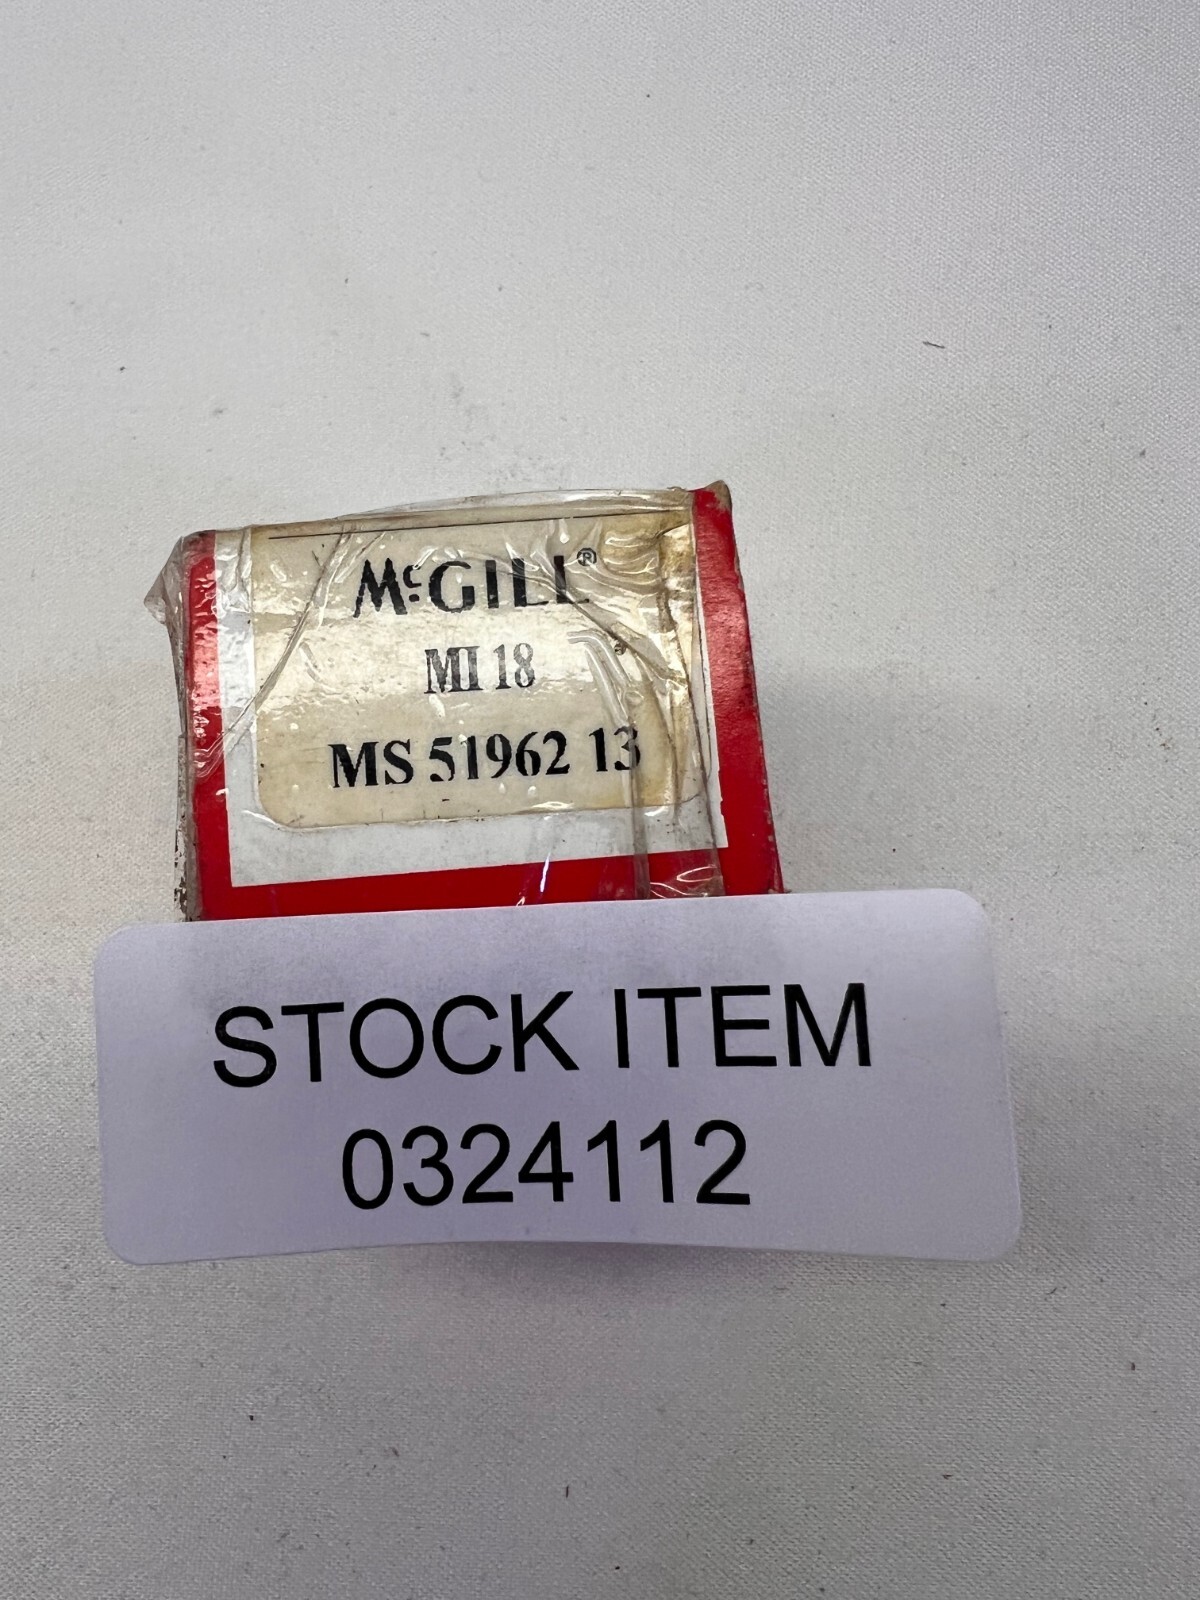 McGILL®
MI 18
MS 51962 13
STOCK ITEM
0324112